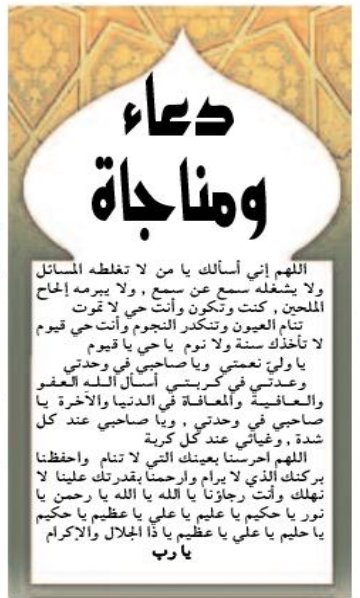 دعاء
ومناجاة
اللهم إني أسألك يا من لا تغلطه المسائل
ولا يشغله سمع عن سمع , ولا يبرمه إلحاح
الملحين , كنت وتكون وأنت حي لا تموت
تنام العيون وتنكدر النجوم وأنت حي قيوم
لا تأخذك سنة ولا نوم يا حي يا قيوم
يا وليّ نعمتي ويا صاحبي في وحدتي
وعدتي في كربتي أسأل الله العفو
والعافية والمعافاة في الدنيا والآخرة يا
صاحبي في وحدتي , ويا صاحبي عند كل
شدة , وغياثي عند كل كربة
اللهم احرسنا بعينك التي لا تنام واحفظنا
بركنك الذي لا يرام وارحمنا بقدرتك علينا لا
نهلك وأنت رجاؤنا يا الله يا الله يا رحمن يا
نور يا حكيم يا عليم يا علي يا عظيم يا حكيم
يا حليم يا علي يا عظيم يا ذا الجلال والإكرام
يا رب